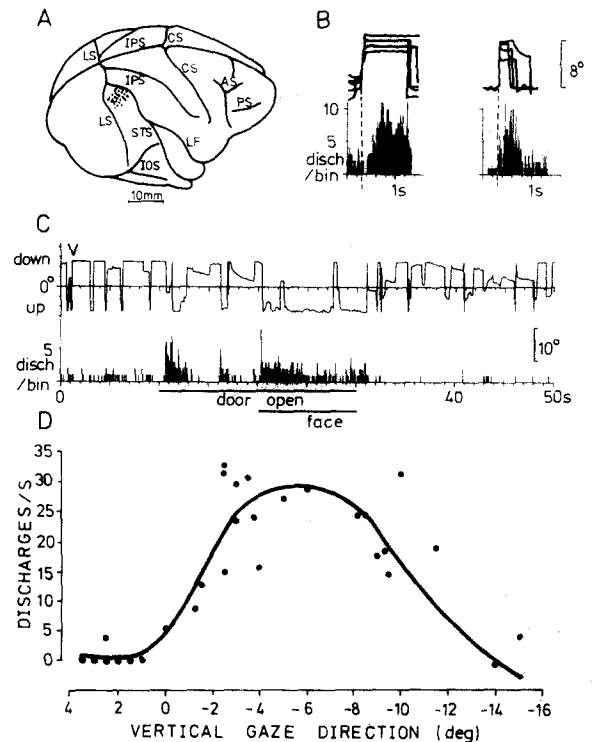 A
LS
IPS
CS
IPS
CS
AS
PS
LS
STS
LF
IOS
10mm
B
8°
10
5
disch
/bin
1s
1s
C
down
V
0°
up
10°
5
disch
/bin
0
40
50s
door open
face
D
35
30
25
20
15
10
5
0
DISCHARGES/S
4 2 0 -2 -4 -6 -8 -10 -12 -14 -16
VERTICAL GAZE DIRECTION (deg)